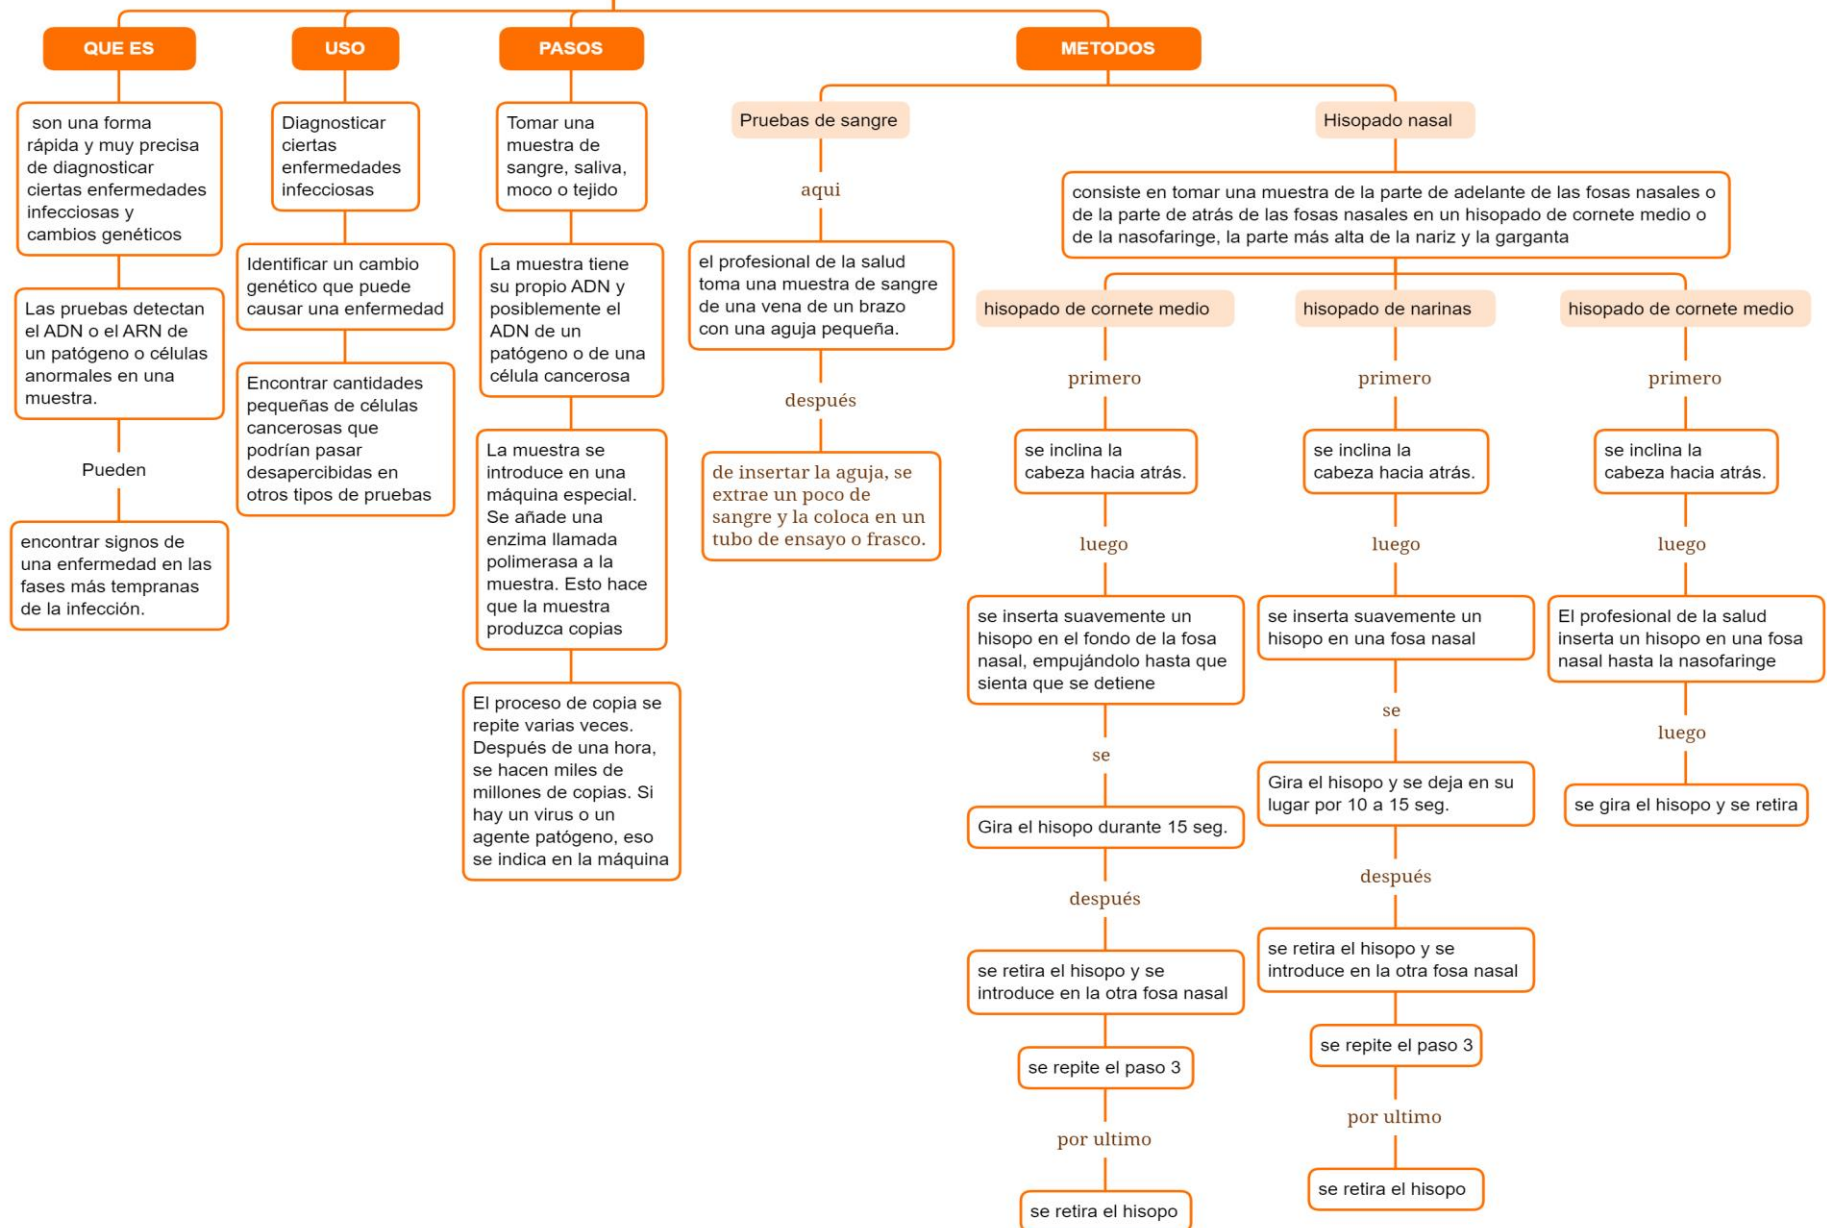 QUE ES
son una forma
rápida y muy precisa
de diagnosticar
ciertas enfermedades
infecciosas y
cambios genéticos
Las pruebas detectan
el ADN o el ARN de
un patógeno o células
anormales en una
muestra.
Pueden
encontrar signos de
una enfermedad en las
fases más tempranas
de la infección.
USO
Diagnosticar
ciertas
enfermedades
infecciosas
Identificar un cambio
genético que puede
causar una enfermedad
Encontrar cantidades
pequeñas de células
cancerosas que
podrían pasar
desapercibidas en
otros tipos de pruebas
PASOS
Tomar una
muestra de
sangre, saliva,
moco o tejido
La muestra tiene
su propio ADN y
posiblemente el
ADN de un
patógeno o de una
célula cancerosa
La muestra se
introduce en una
máquina especial.
Se añade una
enzima llamada
polimerasa a la
muestra. Esto hace
que la muestra
produzca copias
El proceso de copia se
repite varias veces.
Después de una hora,
se hacen miles de
millones de copias. Si
hay un virus o un
agente patógeno, eso
se indica en la máquina
METODOS
Pruebas de sangre
aqui
el profesional de la salud
toma una muestra de sangre
de una vena de un brazo
con una aguja pequeña.
después
de insertar la aguja, se
extrae un poco de
sangre y la coloca en un
tubo de ensayo o frasco.
Hisopado nasal
consiste en tomar una muestra de la parte de adelante de las fosas nasales o
de la parte de atrás de las fosas nasales en un hisopado de cornete medio o
de la nasofaringe, la parte más alta de la nariz y la garganta
hisopado de cornete medio
primero
se inclina la
cabeza hacia atrás.
luego
se inserta suavemente un
hisopo en el fondo de la fosa
nasal, empujándolo hasta que
sienta que se detiene
se
Gira el hisopo durante 15 seg.
después
se retira el hisopo y se
introduce en la otra fosa nasal
se repite el paso 3
por ultimo
se retira el hisopo
hisopado de narinas
primero
se inclina la
cabeza hacia atrás.
luego
se inserta suavemente un
hisopo en una fosa nasal
se
Gira el hisopo y se deja en su
lugar por 10 a 15 seg.
después
se retira el hisopo y se
introduce en la otra fosa nasal
se repite el paso 3
por ultimo
se retira el hisopo
hisopado de cornete medio
primero
se inclina la
cabeza hacia atrás.
luego
El profesional de la salud
inserta un hisopo en una fosa
nasal hasta la nasofaringe
luego
se gira el hisopo y se retira